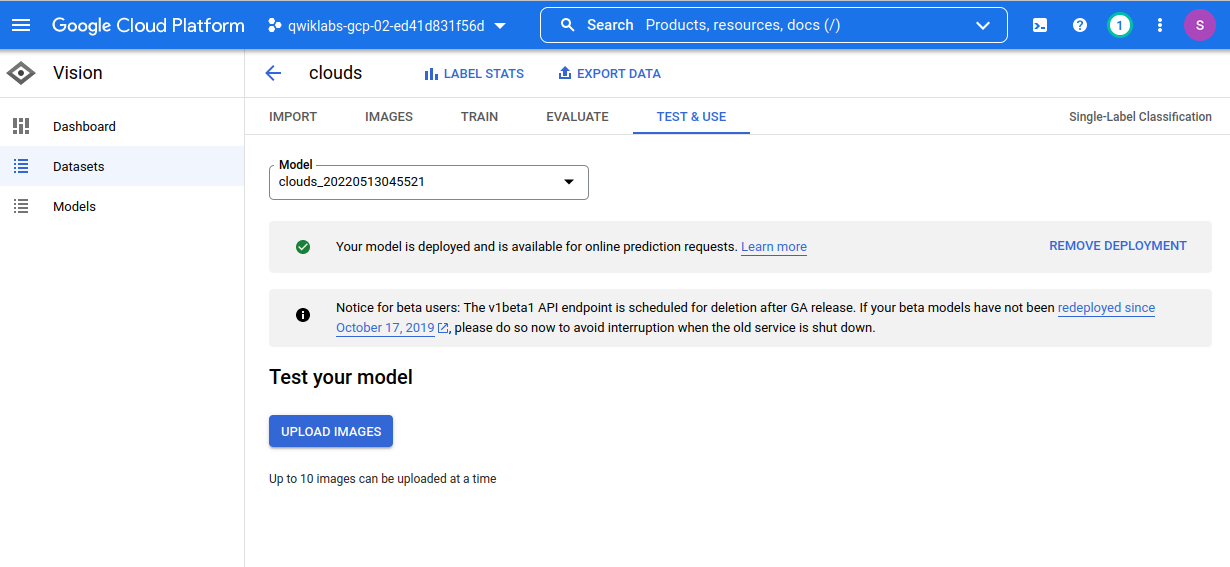 Google Cloud Platform
qwiklabs-gcp-02-ed41d831f56d
Search Products, resources, docs (/)
1
S
Vision
clouds
LABEL STATS
EXPORT DATA
Dashboard
Datasets
Models
IMPORT
IMAGES
TRAIN
EVALUATE
TEST & USE
Single-Label Classification
Model
clouds_20220513045521
Your model is deployed and is available for online prediction requests. Learn more
REMOVE DEPLOYMENT
Notice for beta users: The v1beta1 API endpoint is scheduled for deletion after GA release. If your beta models have not been redeployed since
October 17, 2019, please do so now to avoid interruption when the old service is shut down.
Test your model
UPLOAD IMAGES
Up to 10 images can be uploaded at a time